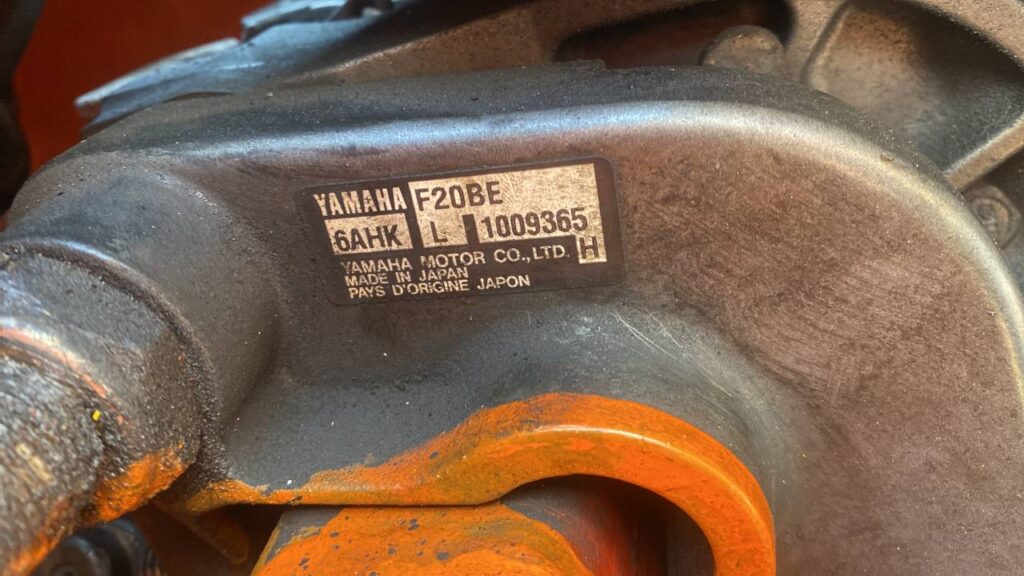 YAMAHA F20BE
6AHK L 1009365
YAMAHA MOTOR CO.,LTD. H
MADE IN JAPAN
PAYS D'ORIGINE JAPON